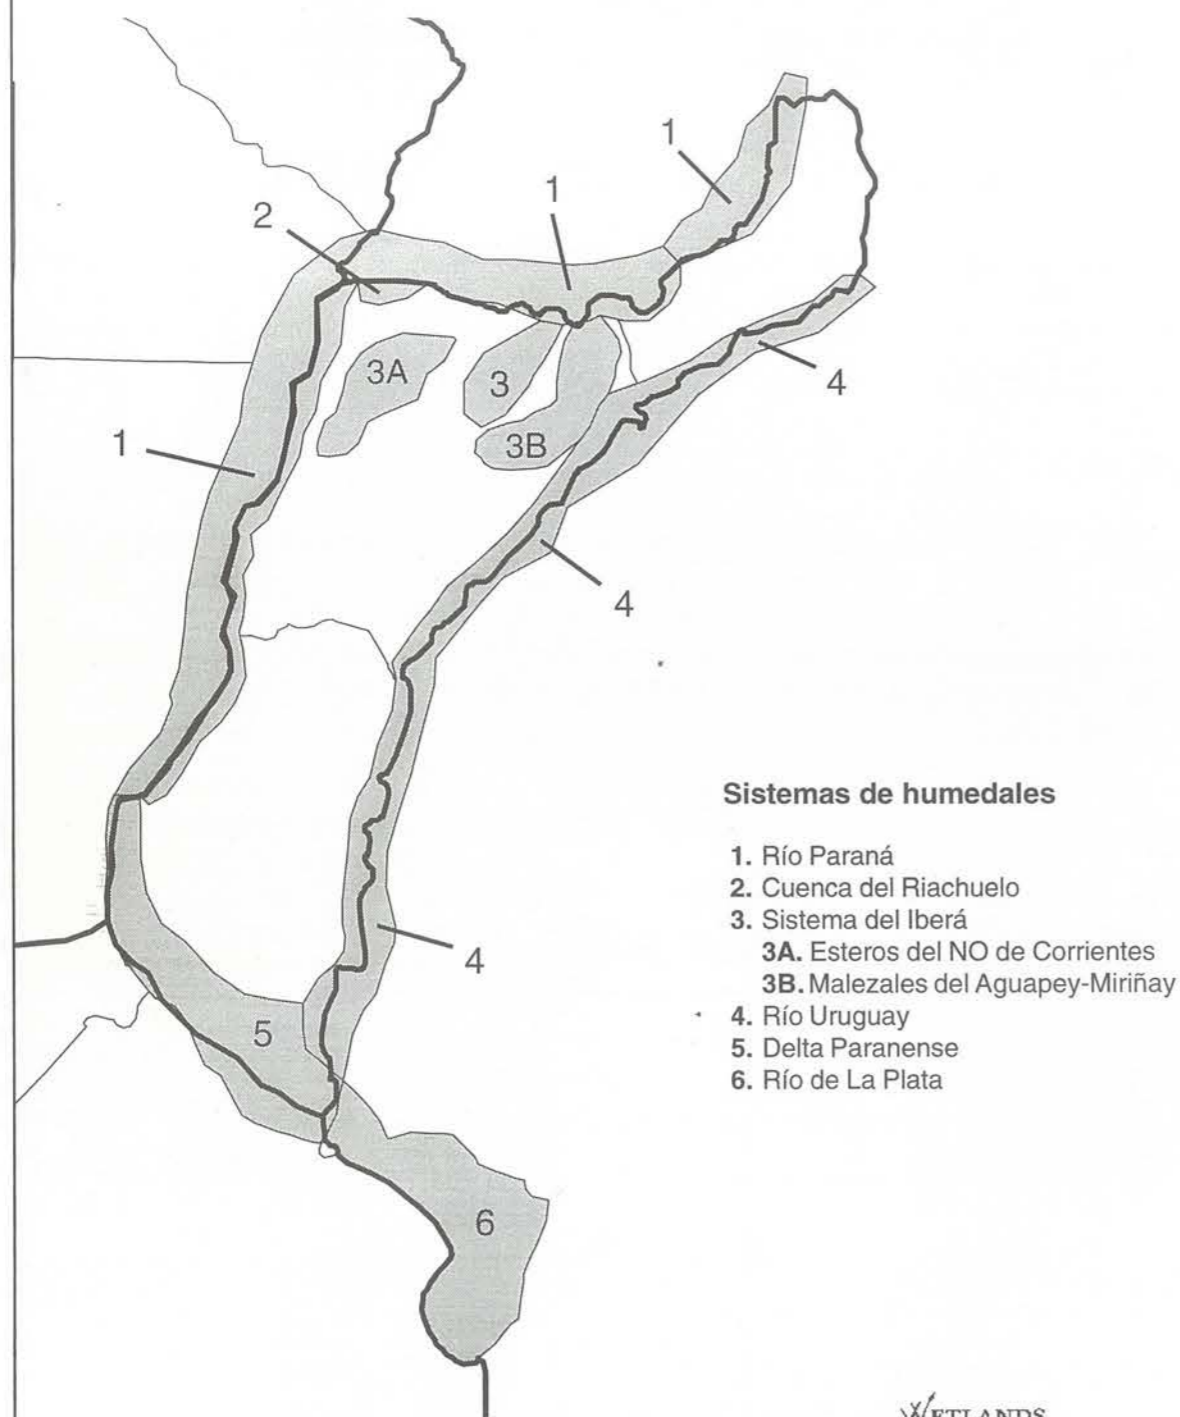 1
1
2
3A
3
4
3B
1
4
4
5
6
Sistemas de humedales
1. Río Paraná
2. Cuenca del Riachuelo
3. Sistema del Iberá
3A. Esteros del NO de Corrientes
3B. Malezales del Aguapey-Miriñay
4. Río Uruguay
5. Delta Paranense
6. Río de La Plata
WETLANDS